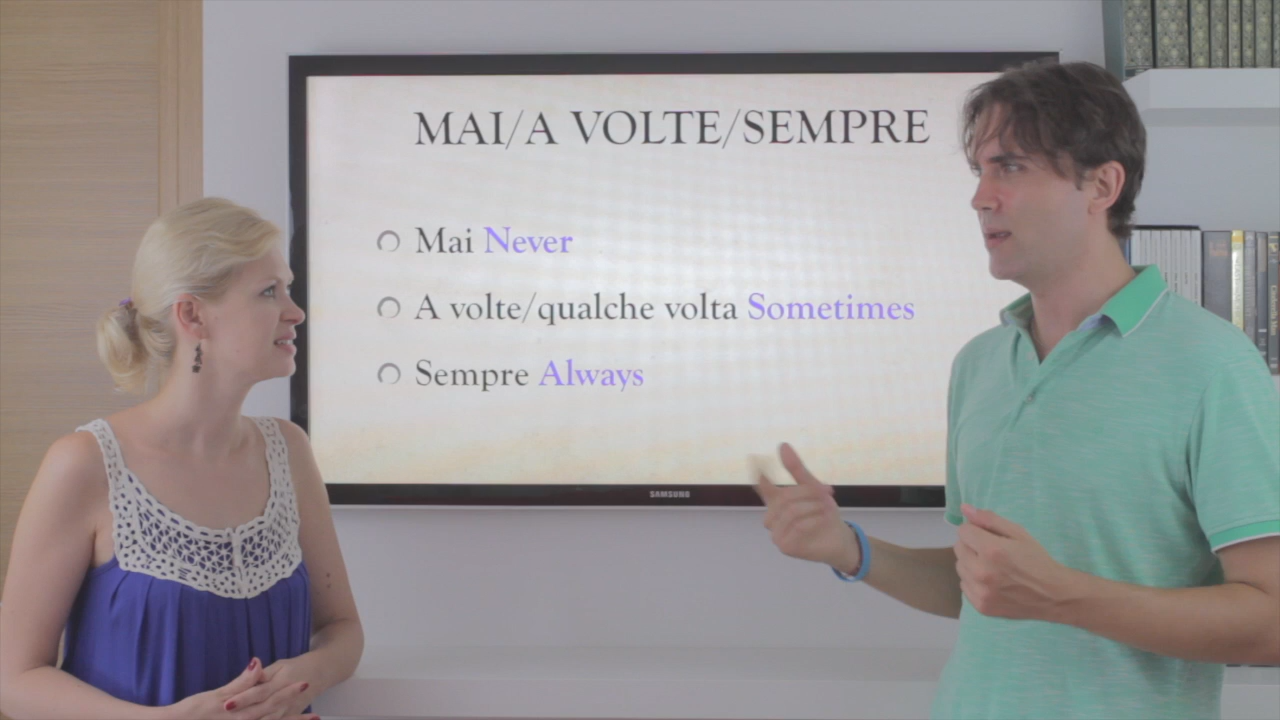 MAI/A VOLTE/SEMPRE
Mai Never
A volte/qualche volta Sometimes
Sempre Always
SAMSUNG